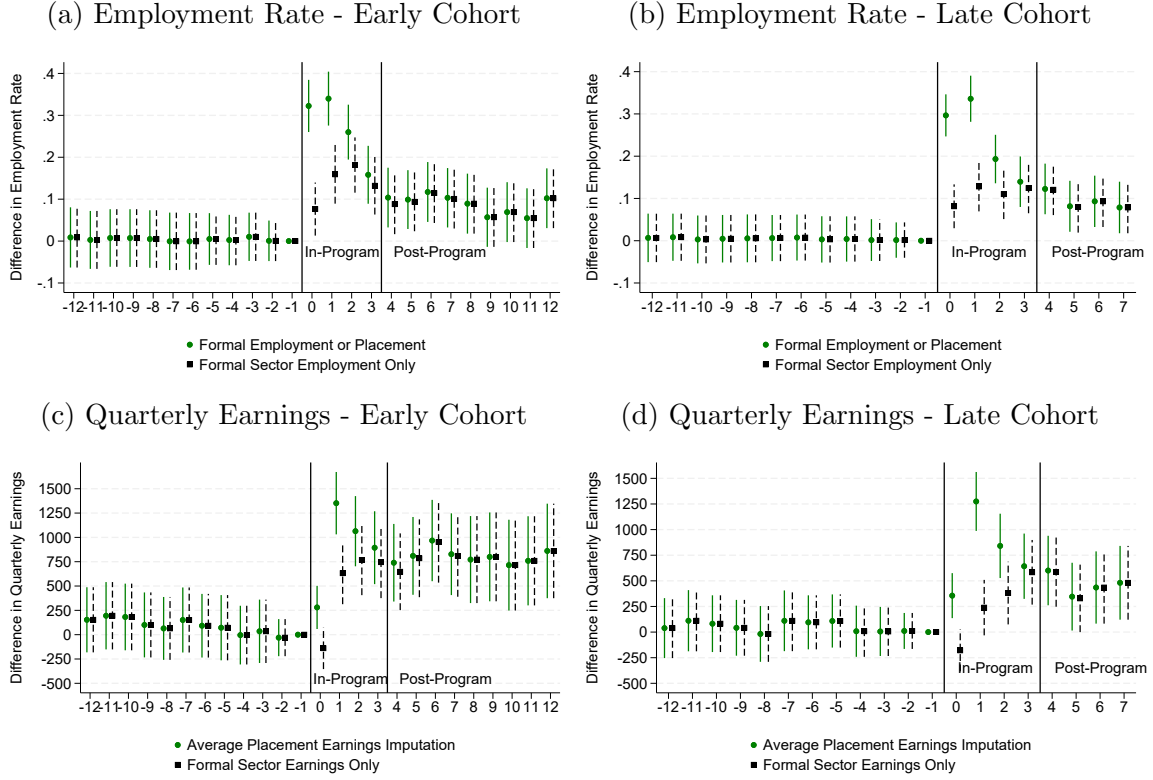 (a) Employment Rate - Early Cohort
Difference in Employment Rate
.4
.3
.2
.1
0
-.1
In-Program
Post-Program
-12 -11 -10 -9 -8 -7 -6 -5 -4 -3 -2 -1 0 1 2 3 4 5 6 7 8 9 10 11 12
Formal Employment or Placement
Formal Sector Employment Only
(b) Employment Rate - Late Cohort
Difference in Employment Rate
.4
.3
.2
.1
0
-.1
In-Program
Post-Program
-12 -11 -10 -9 -8 -7 -6 -5 -4 -3 -2 -1 0 1 2 3 4 5 6 7
Formal Employment or Placement
Formal Sector Employment Only
(c) Quarterly Earnings - Early Cohort
Difference in Quarterly Earnings
1500
1250
1000
750
500
250
0
-250
-500
In-Program
Post-Program
-12 -11 -10 -9 -8 -7 -6 -5 -4 -3 -2 -1 0 1 2 3 4 5 6 7 8 9 10 11 12
Average Placement Earnings Imputation
Formal Sector Earnings Only
(d) Quarterly Earnings - Late Cohort
Difference in Quarterly Earnings
1500
1250
1000
750
500
250
0
-250
-500
In-Program
Post-Program
-12 -11 -10 -9 -8 -7 -6 -5 -4 -3 -2 -1 0 1 2 3 4 5 6 7
Average Placement Earnings Imputation
Formal Sector Earnings Only